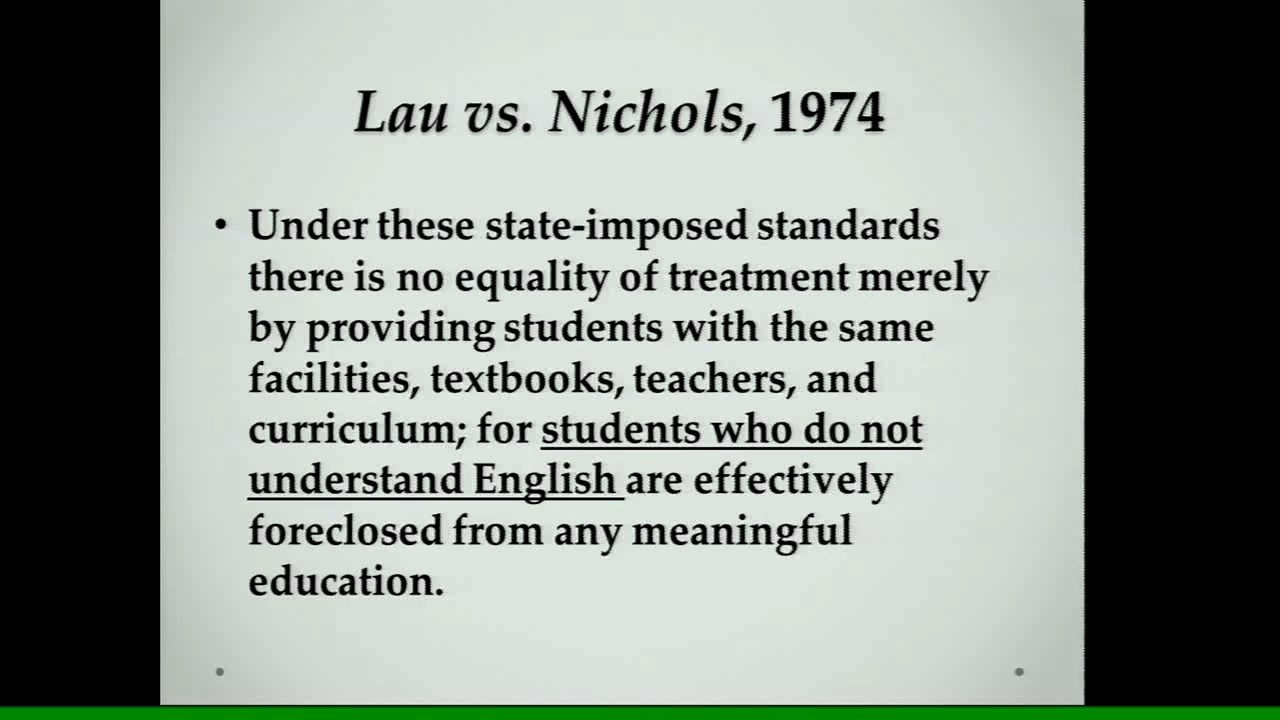 Lau vs. Nichols, 1974
• Under these state-imposed standards
there is no equality of treatment merely
by providing students with the same
facilities, textbooks, teachers, and
curriculum; for students who do not
understand English are effectively
foreclosed from any meaningful
education.